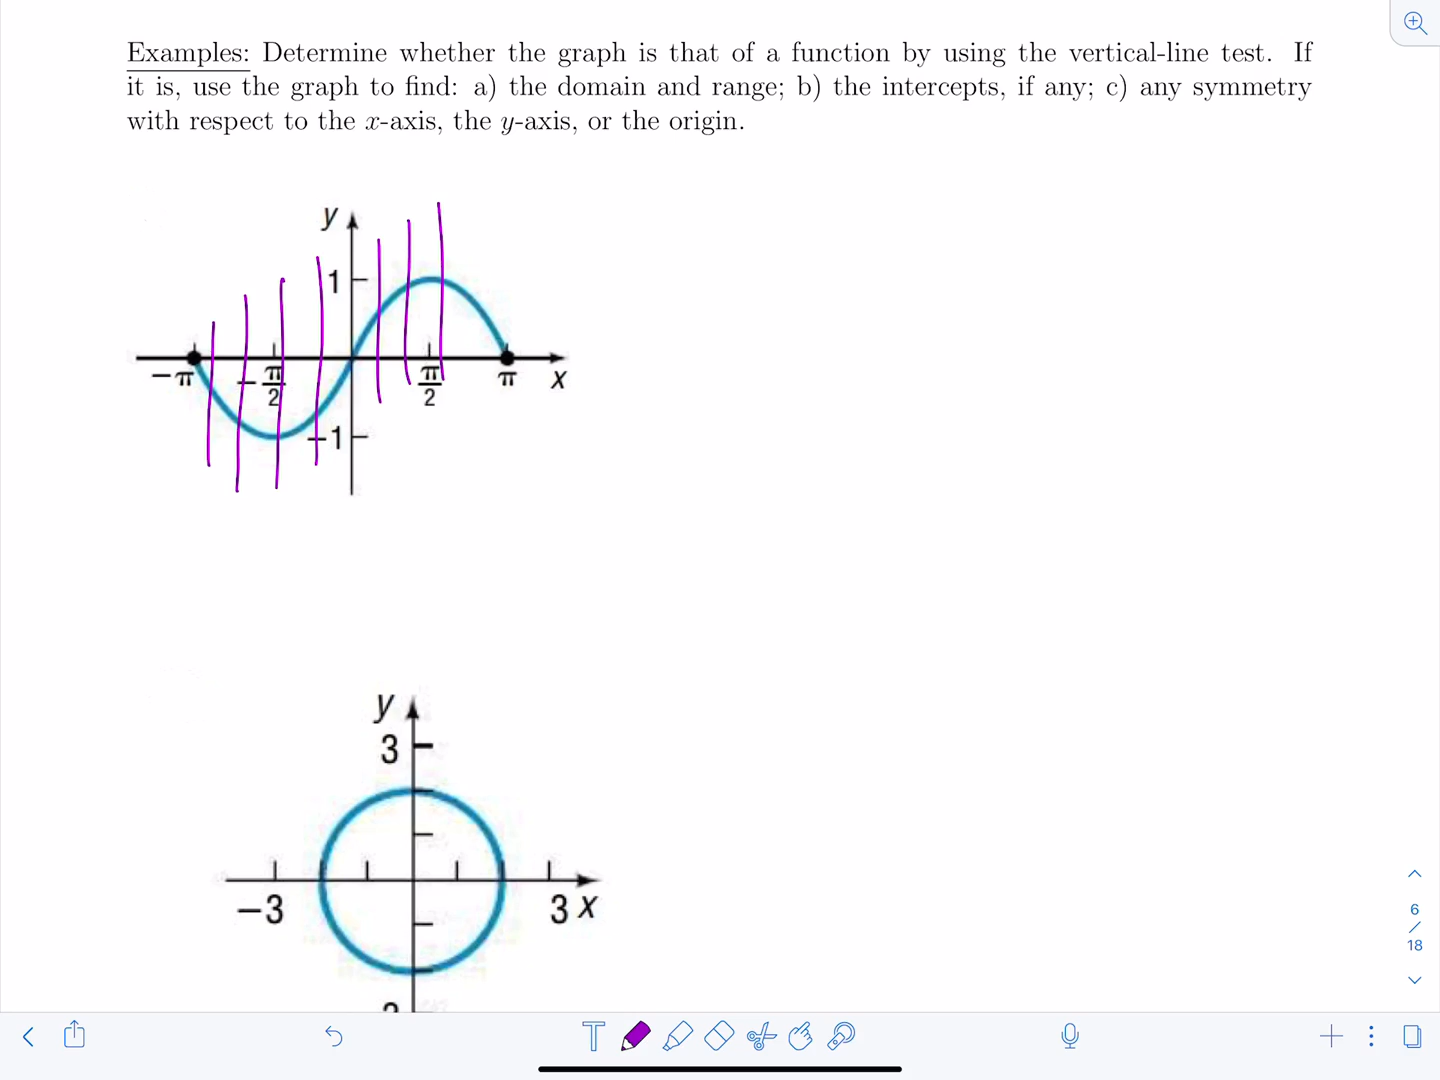 Examples: Determine whether the graph is that of a function by using the vertical-line test. If
it is, use the graph to find: a) the domain and range; b) the intercepts, if any; c) any symmetry
with respect to the x-axis, the y-axis, or the origin.
y
1
−π
−π/2
π/2
π
x
−1
y
3
−3
3 x
6
/
18
T